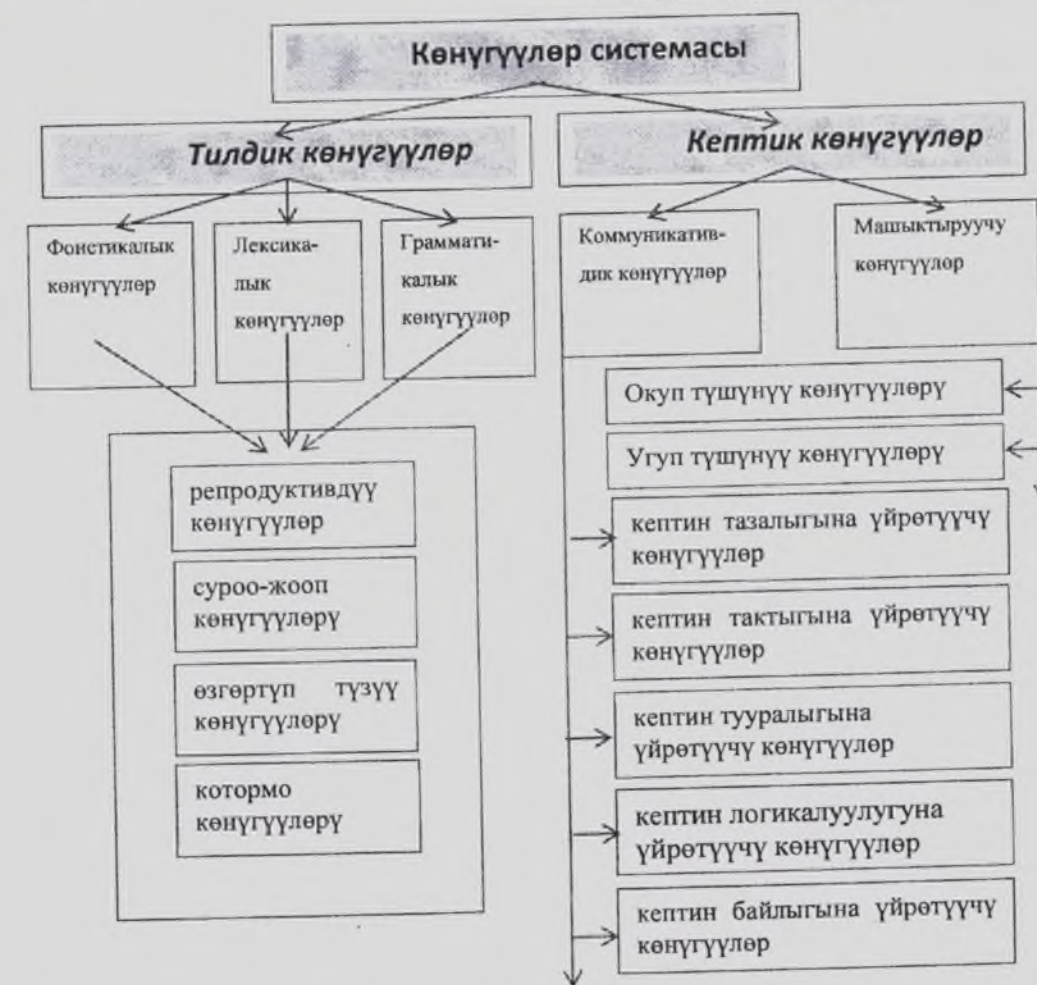 Көнүгүүлөр системасы
Тилдик көнүгүүлөр
Кептик көнүгүүлөр
Фонстикалык
көнүгүүлөр
Лексика-
лык
көнүгүүлөр
Граммати-
калык
көнүгүүлөр
Коммуникатив-
дик көнүгүүлөр
Машыктыруучу
көнүгүүлөр
репродуктивдүү
көнүгүүлөр
суроо-жооп
көнүгүүлөрү
өзгөртүп түзүү
көнүгүүлөрү
котормо
көнүгүүлөрү
Окуп түшүнүү көнүгүүлөрү
Угуп түшүнүү көнүгүүлөрү
кептин тазалыгына үйрөтүүчү
көнүгүүлөр
кептин тактыгына үйрөтүүчү
көнүгүүлөр
кептин тууралыгына
үйрөтүүчү көнүгүүлөр
кептин логикалуулугуна
үйрөтүүчү көнүгүүлөр
кептин байлыгына үйрөтүүчү
көнүгүүлөр